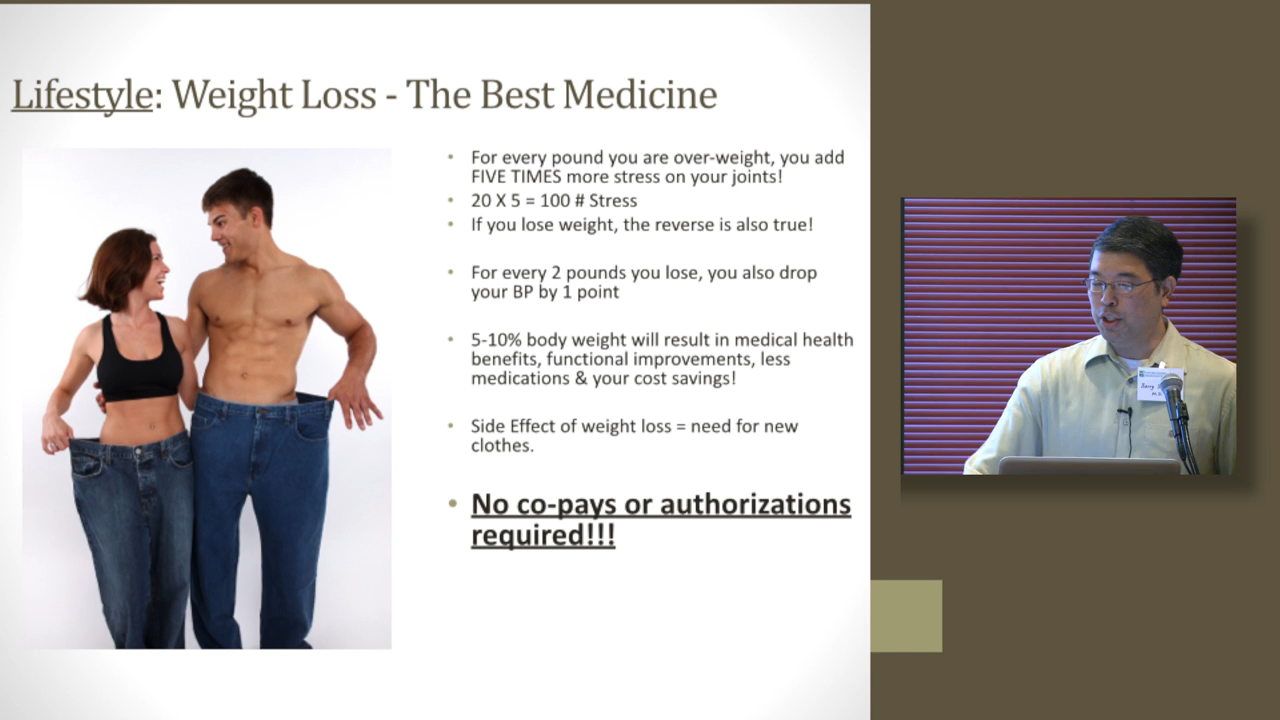 Lifestyle: Weight Loss - The Best Medicine
• For every pound you are over-weight, you add
FIVE TIMES more stress on your joints!
• 20 X 5 = 100 # Stress
• If you lose weight, the reverse is also true!
• For every 2 pounds you lose, you also drop
your BP by 1 point
• 5-10% body weight will result in medical health
benefits, functional improvements, less
medications & your cost savings!
• Side Effect of weight loss = need for new
clothes.
• No co-pays or authorizations
required!!!